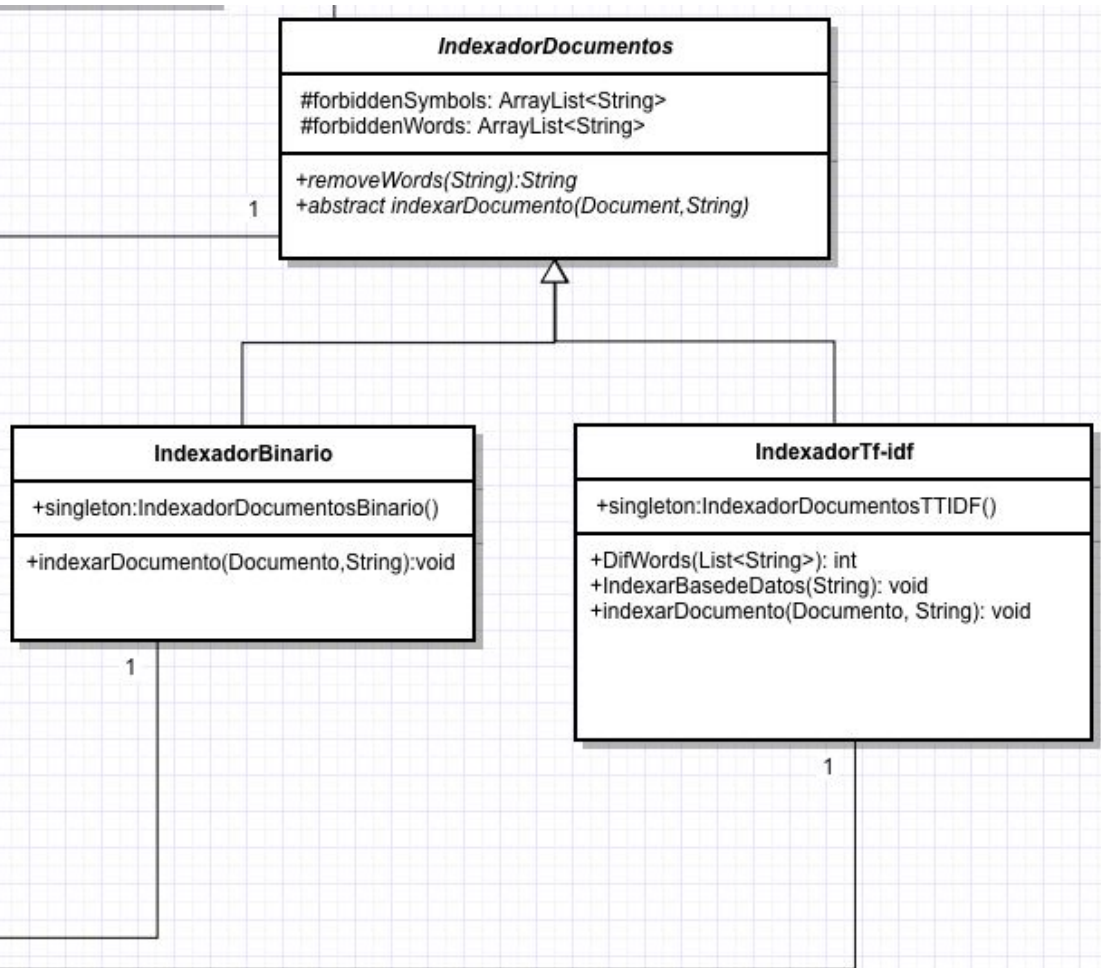 IndexadorDocumentos
#forbiddenSymbols: ArrayList<String>
#forbiddenWords: ArrayList<String>
+removeWords(String):String
+abstract indexarDocumento(Document,String)
1
IndexadorBinario
+singleton:IndexadorDocumentosBinario()
+indexarDocumento(Documento,String):void
1
IndexadorTf-idf
+singleton:IndexadorDocumentosTTIDF()
+DifWords(List<String>): int
+IndexarBasedeDatos(String): void
+indexarDocumento(Documento, String): void
1